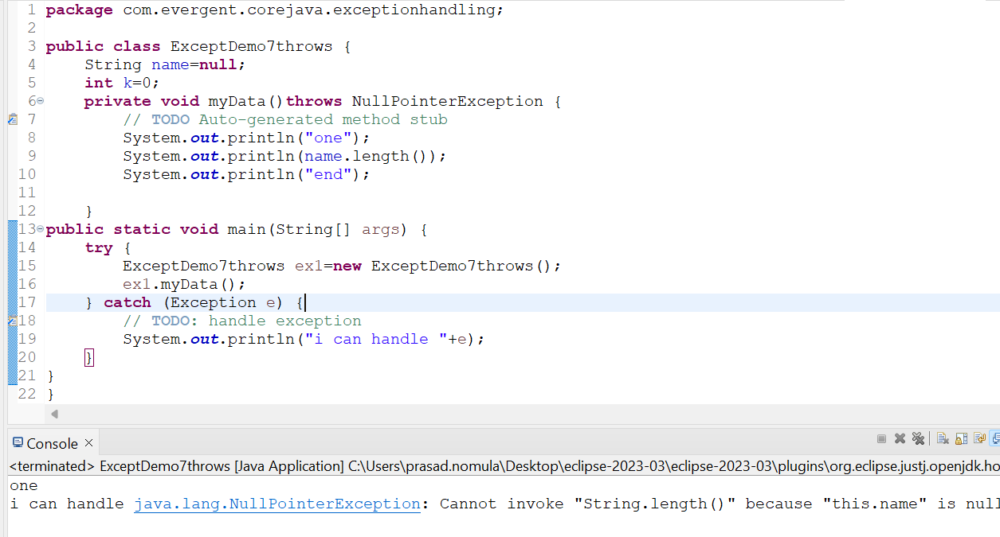 1 package com.evergent.corejava.exceptionhandling;
2
3 public class ExceptDemo7throws {
4     String name=null;
5     int k=0;
6     private void myData()throws NullPointerException {
7         // TODO Auto-generated method stub
8         System.out.println("one");
9         System.out.println(name.length());
10         System.out.println("end");
11
12     }
13 public static void main(String[] args) {
14     try {
15         ExceptDemo7throws ex1=new ExceptDemo7throws();
16         ex1.myData();
17     } catch (Exception e) {
18         // TODO: handle exception
19         System.out.println("i can handle "+e);
20     }
21 }
22 }
Console
<terminated> ExceptDemo7throws [Java Application] C:\Users\prasad.nomula\Desktop\eclipse-2023-03\eclipse-2023-03\plugins\org.eclipse.justj.openjdk.ho
one
i can handle java.lang.NullPointerException: Cannot invoke "String.length()" because "this.name" is null